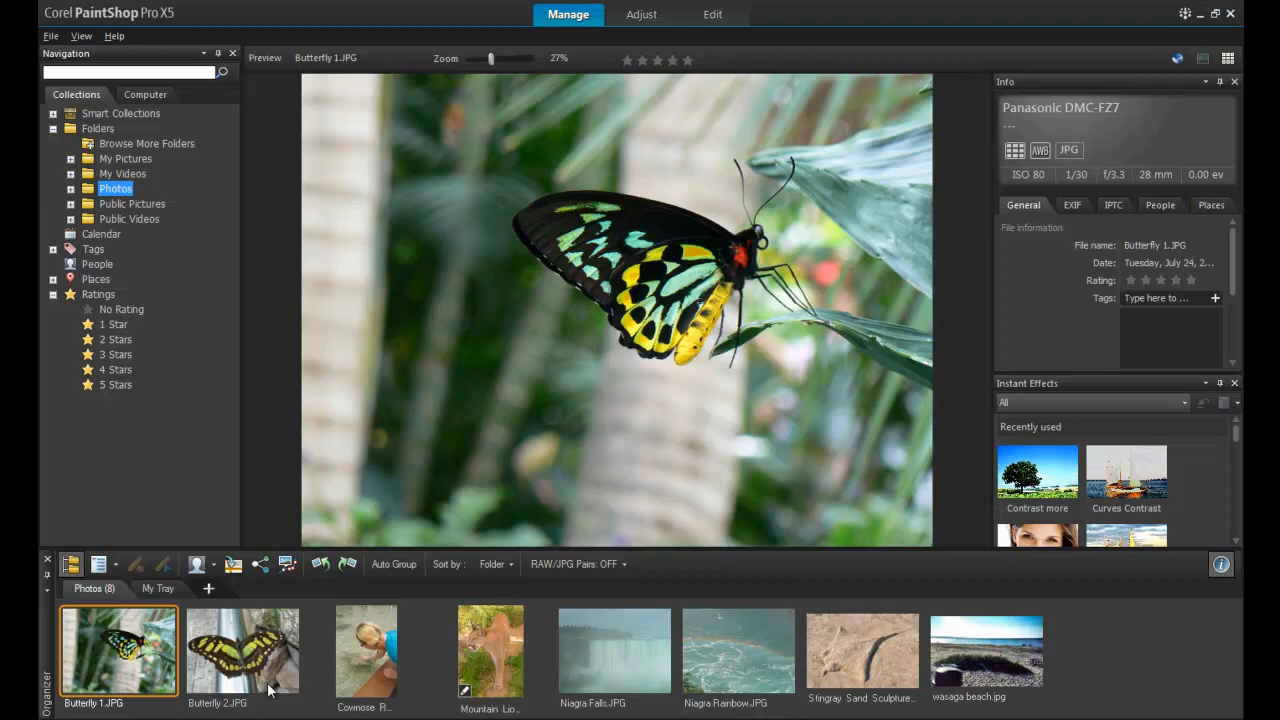 Corel PaintShop Pro X5
Manage
Adjust
Edit
File View Help
Navigation
Collections
Computer
Smart Collections
Folders
Browse More Folders
My Pictures
My Videos
Photos
Public Pictures
Public Videos
Calendar
Tags
People
Places
Ratings
No Rating
1 Star
2 Stars
3 Stars
4 Stars
5 Stars
Preview Butterfly 1.JPG Zoom 27%
Info
Panasonic DMC-FZ7
---
AWB JPG
ISO 80 1/30 f/3.3 28 mm 0.00 ev
General EXIF IPTC People Places
File information
File name: Butterfly 1.JPG
Date: Tuesday, July 24, 2...
Rating:
Tags: Type here to ... +
Instant Effects
All
Recently used
Contrast more
Curves Contrast
Auto Group Sort by : Folder RAW/JPG Pairs: OFF
Photos (8)
My Tray
Organizer
Butterfly 1.JPG
Butterfly 2.JPG
Cownose R...
Mountain Lio...
Niagra Falls.JPG
Niagra Rainbow.JPG
Stingray Sand Sculpture...
wasaga beach.jpg